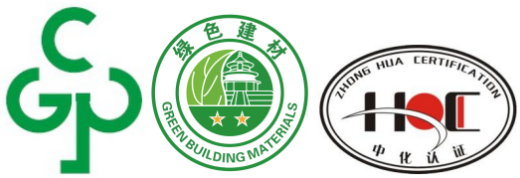 CGP
绿色建材
GREEN BUILDING MATERIALS
ZHONG HUA CERTIFICATION
HQC
中化认证